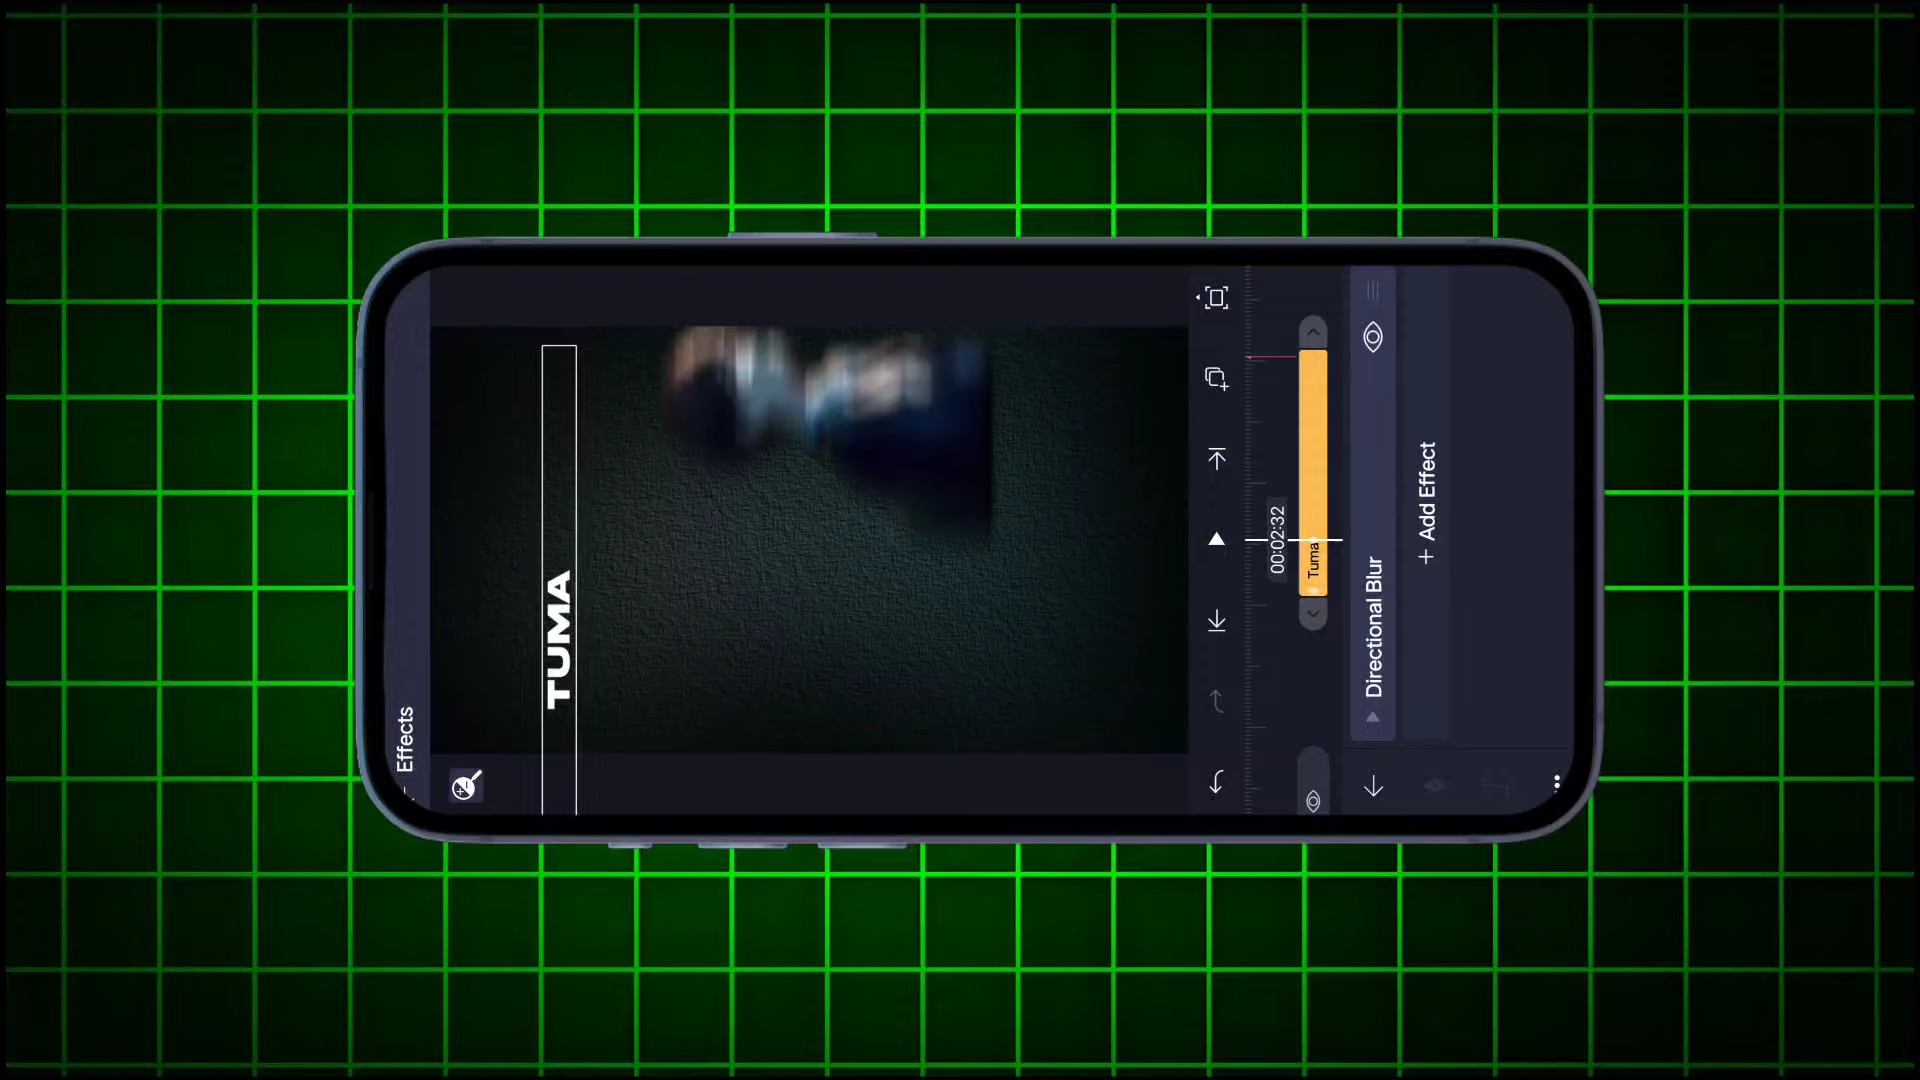 Effects
TUMA
00:02:32
Tuma
Directional Blur
+ Add Effect